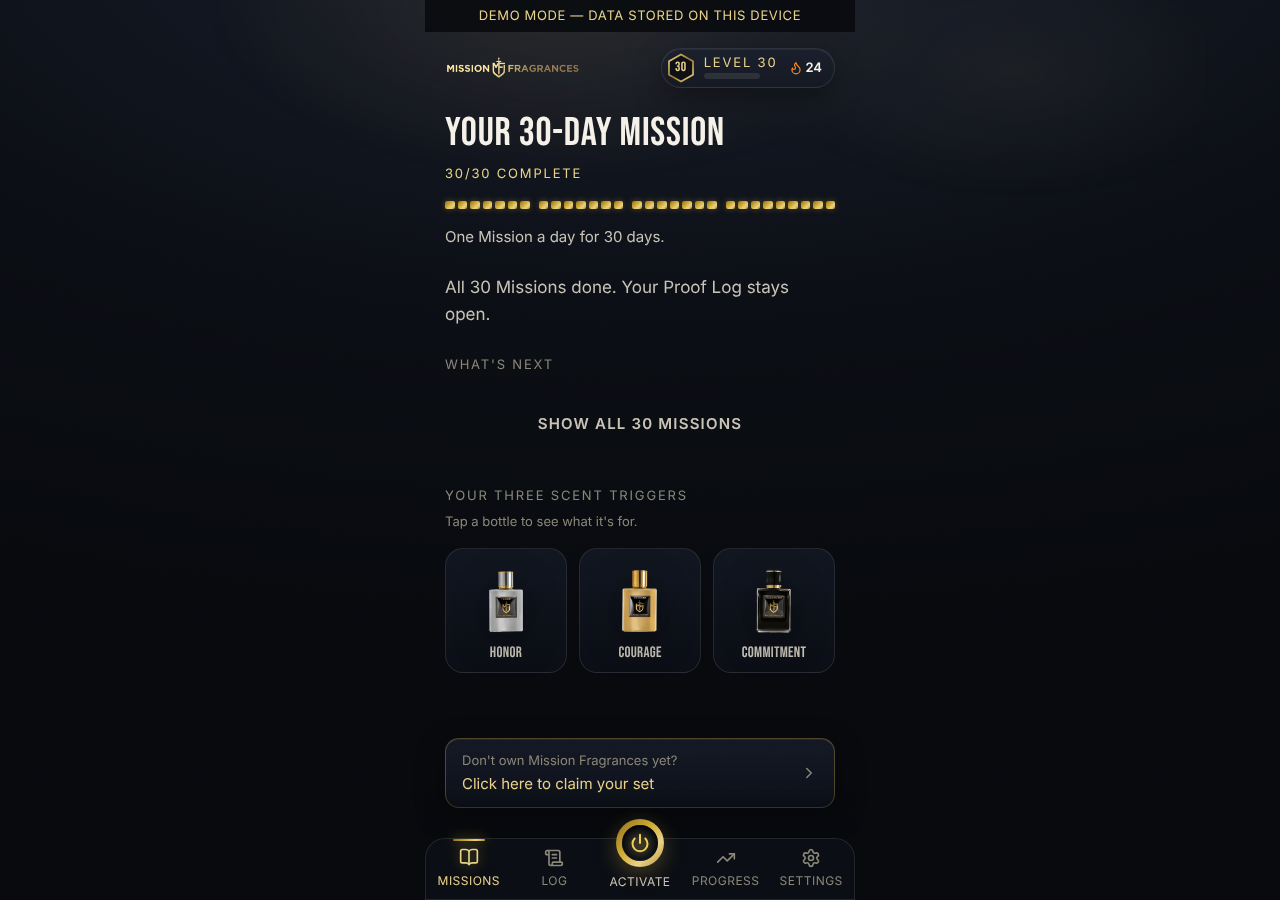 DEMO MODE — DATA STORED ON THIS DEVICE
MISSION FRAGRANCES
30 LEVEL 30 24
YOUR 30-DAY MISSION
30/30 COMPLETE
One Mission a day for 30 days.
All 30 Missions done. Your Proof Log stays
open.
WHAT'S NEXT
SHOW ALL 30 MISSIONS
YOUR THREE SCENT TRIGGERS
Tap a bottle to see what it's for.
HONOR COURAGE COMMITMENT
Don't own Mission Fragrances yet?
Click here to claim your set
MISSIONS LOG ACTIVATE PROGRESS SETTINGS